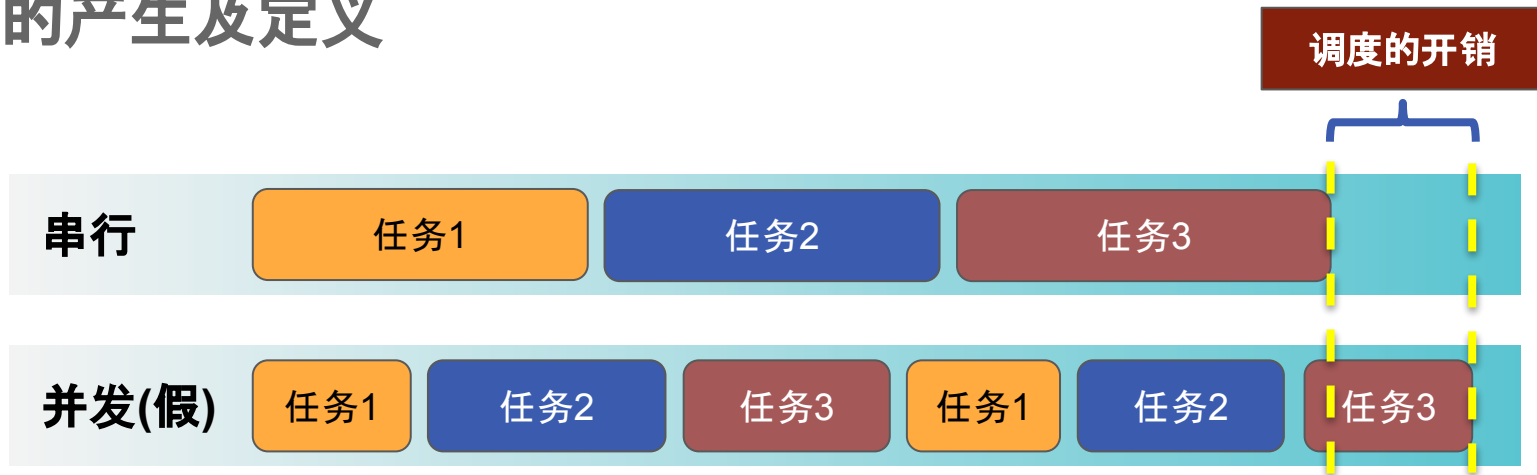 的产生及定义
调度的开销
串行 任务1 任务2 任务3
并发(假) 任务1 任务2 任务3 任务1 任务2 任务3